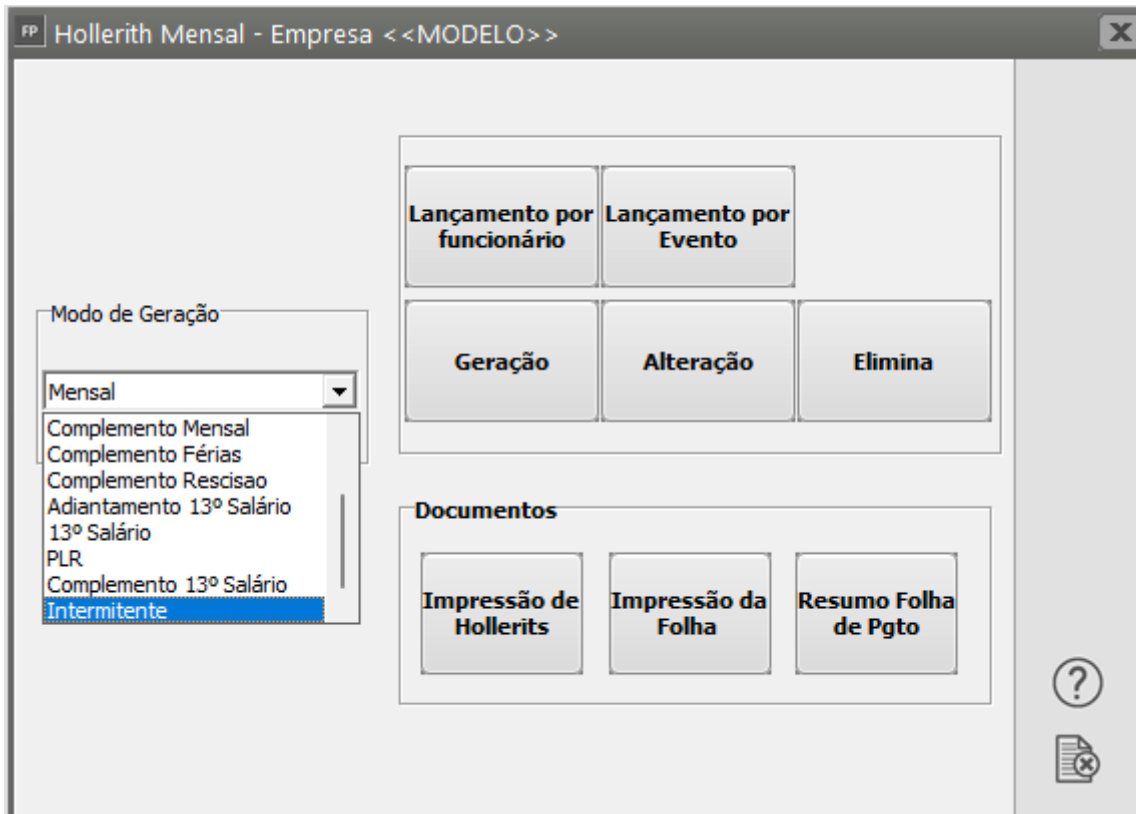 FP Hollerith Mensal - Empresa <<MODELO>>
Lançamento por
funcionário
Lançamento por
Evento
Modo de Geração
Geração
Alteração
Elimina
Mensal
Complemento Mensal
Complemento Férias
Complemento Rescisao
Adiantamento 13º Salário
13º Salário
PLR
Complemento 13º Salário
Intermitente
Documentos
Impressão de
Hollerits
Impressão da
Folha
Resumo Folha
de Pgto
?